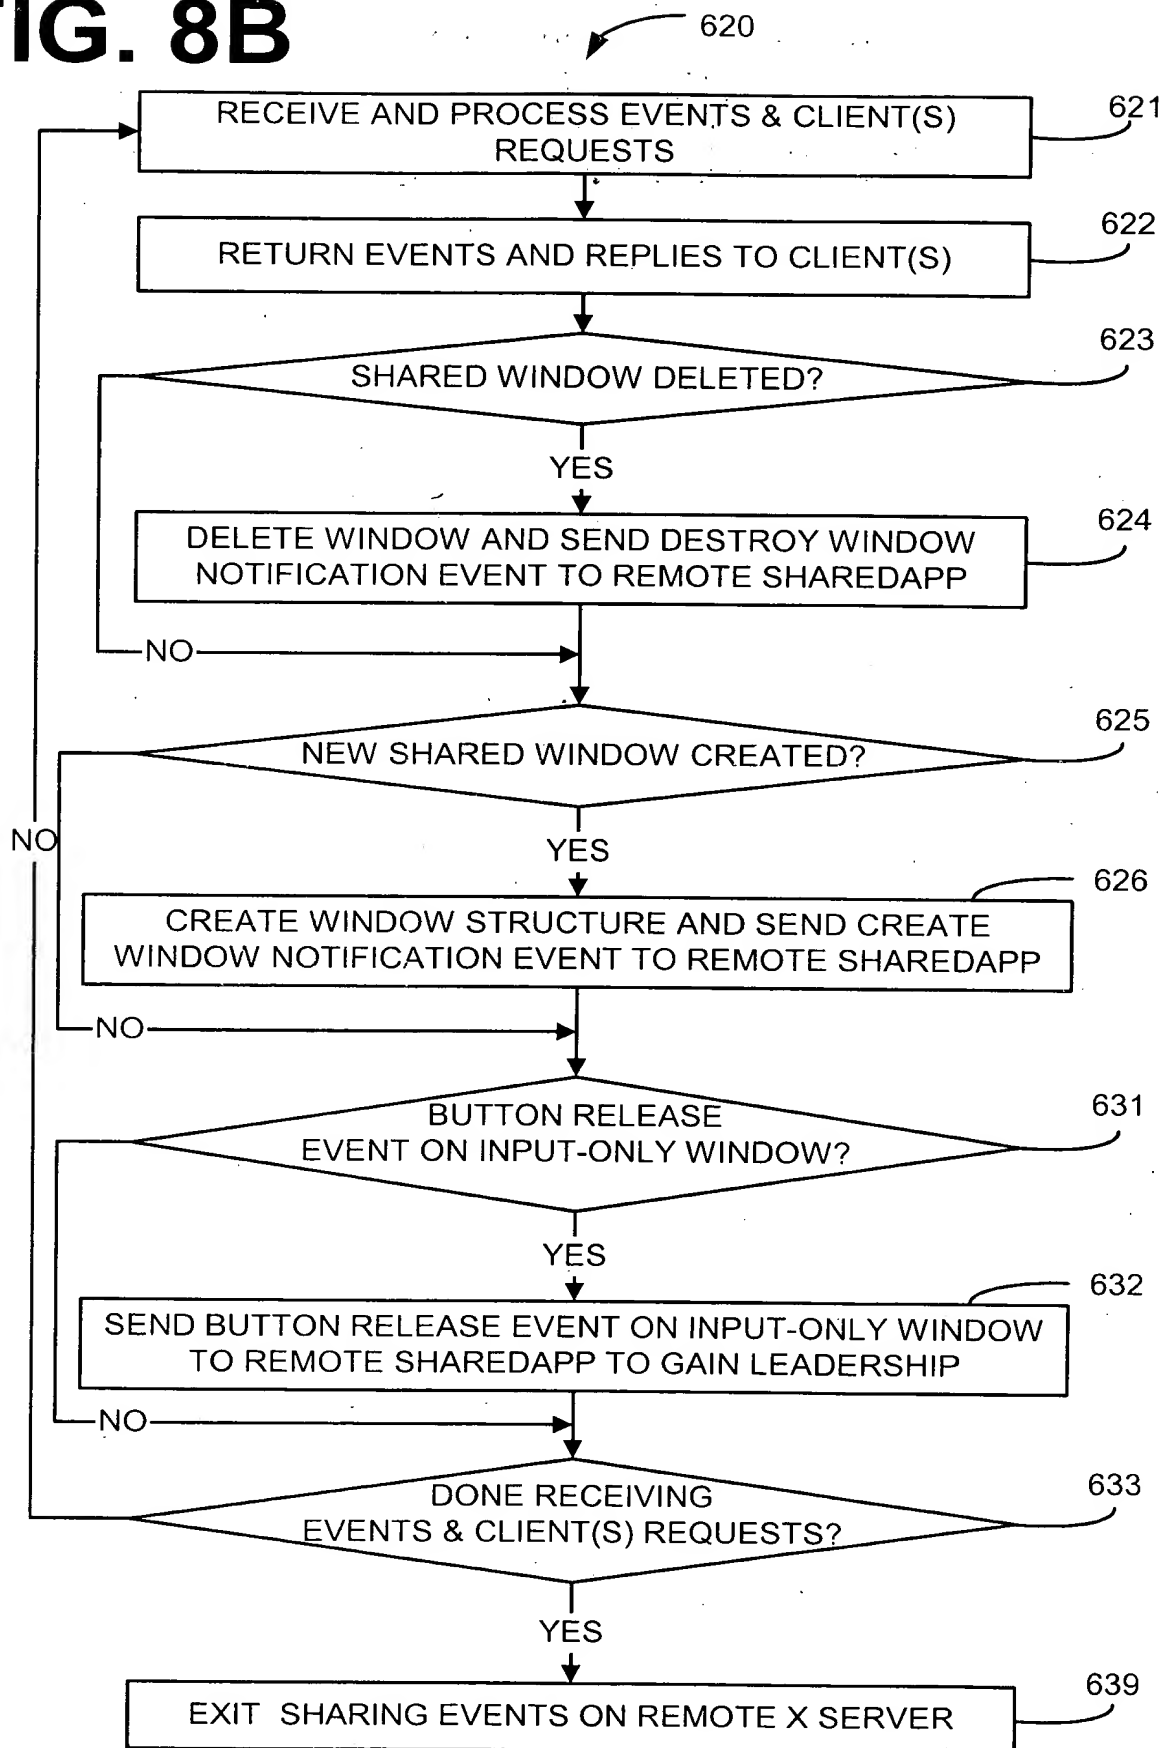 FIG. 8B
620
RECEIVE AND PROCESS EVENTS & CLIENT(S)
REQUESTS
621
RETURN EVENTS AND REPLIES TO CLIENT(S)
622
SHARED WINDOW DELETED?
623
YES
DELETE WINDOW AND SEND DESTROY WINDOW
NOTIFICATION EVENT TO REMOTE SHAREDAPP
624
NO
NEW SHARED WINDOW CREATED?
625
NO
YES
CREATE WINDOW STRUCTURE AND SEND CREATE
WINDOW NOTIFICATION EVENT TO REMOTE SHAREDAPP
626
NO
BUTTON RELEASE
EVENT ON INPUT-ONLY WINDOW?
631
YES
SEND BUTTON RELEASE EVENT ON INPUT-ONLY WINDOW
TO REMOTE SHAREDAPP TO GAIN LEADERSHIP
632
NO
DONE RECEIVING
EVENTS & CLIENT(S) REQUESTS?
633
YES
EXIT SHARING EVENTS ON REMOTE X SERVER
639